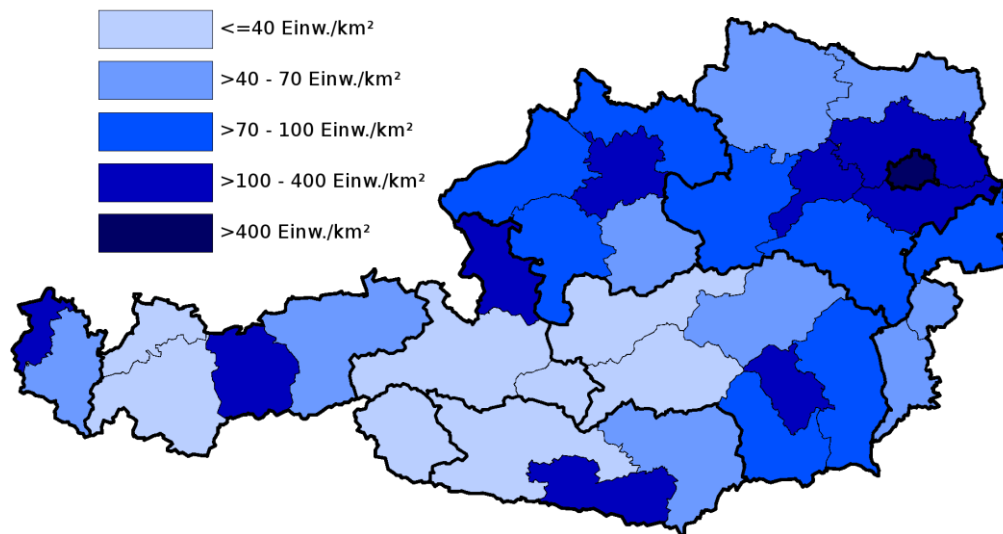 <=40 Einw./km²
>40 - 70 Einw./km²
>70 - 100 Einw./km²
>100 - 400 Einw./km²
>400 Einw./km²